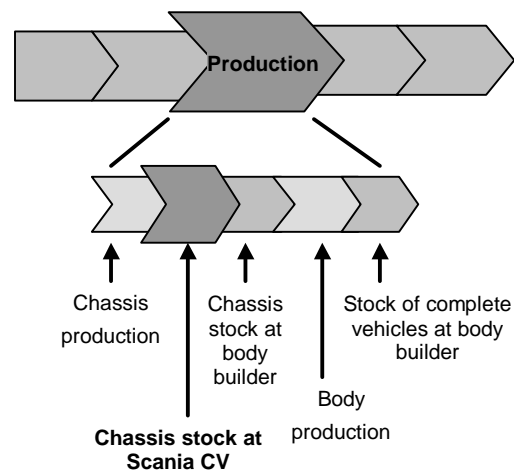 Production
Chassis
production
Chassis stock at
Scania CV
Chassis
stock at
body
builder
Body
production
Stock of complete
vehicles at body
builder